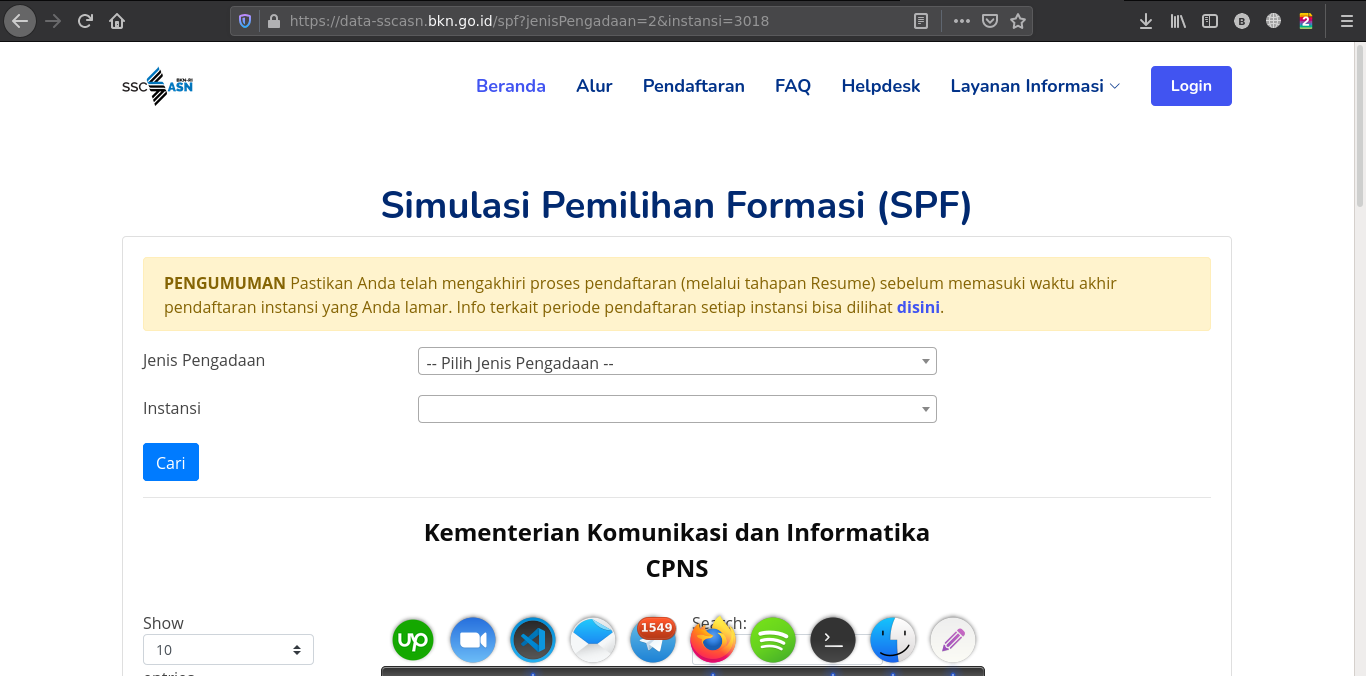 https://data-sscasn.bkn.go.id/spf?jenisPengadaan=2&instansi=3018
B
2
SSC ASN BKN-RI
Beranda Alur Pendaftaran FAQ Helpdesk Layanan Informasi Login
Simulasi Pemilihan Formasi (SPF)
PENGUMUMAN Pastikan Anda telah mengakhiri proses pendaftaran (melalui tahapan Resume) sebelum memasuki waktu akhir
pendaftaran instansi yang Anda lamar. Info terkait periode pendaftaran setiap instansi bisa dilihat disini.
Jenis Pengadaan -- Pilih Jenis Pengadaan --
Instansi
Cari
Kementerian Komunikasi dan Informatika
CPNS
Show Search:
10
up 1549 >_
entries